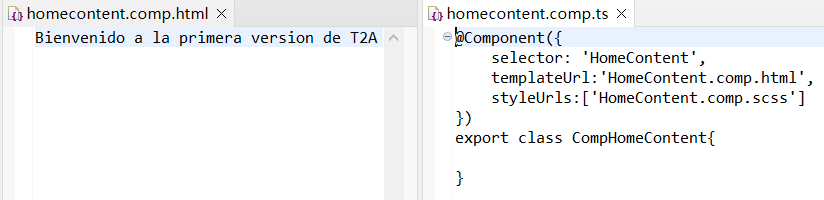 homecontent.comp.html
Bienvenido a la primera version de T2A
homecontent.comp.ts
@Component({
    selector: 'HomeContent',
    templateUrl:'HomeContent.comp.html',
    styleUrls:['HomeContent.comp.scss']
})
export class CompHomeContent{
}